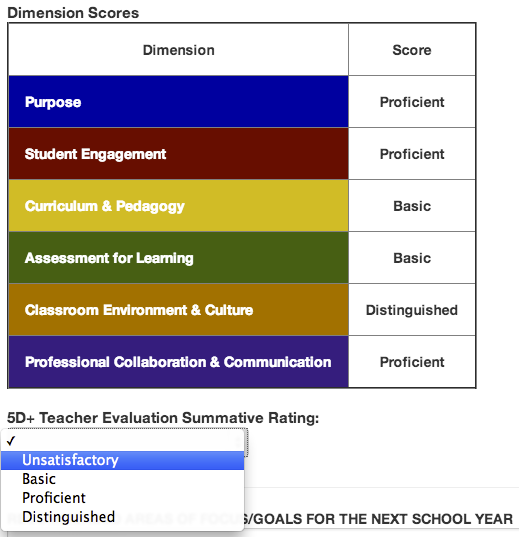 Dimension Scores
Dimension Score
Purpose Proficient
Student Engagement Proficient
Curriculum & Pedagogy Basic
Assessment for Learning Basic
Classroom Environment & Culture Distinguished
Professional Collaboration & Communication Proficient
5D+ Teacher Evaluation Summative Rating:
✓
Unsatisfactory
Basic
Proficient
Distinguished
AREAS OF FOCUS/GOALS FOR THE NEXT SCHOOL YEAR